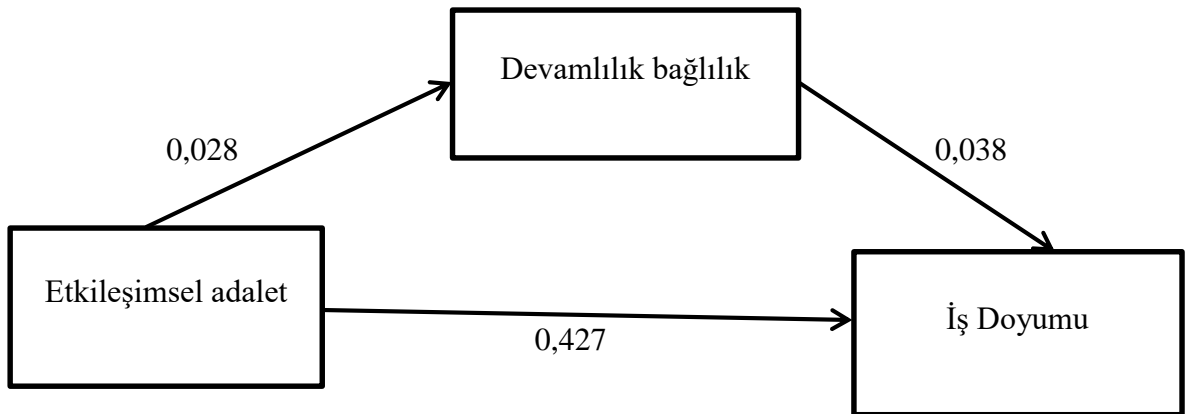 Devamlılık bağlılık
0,028
0,038
Etkileşimsel adalet
İş Doyumu
0,427